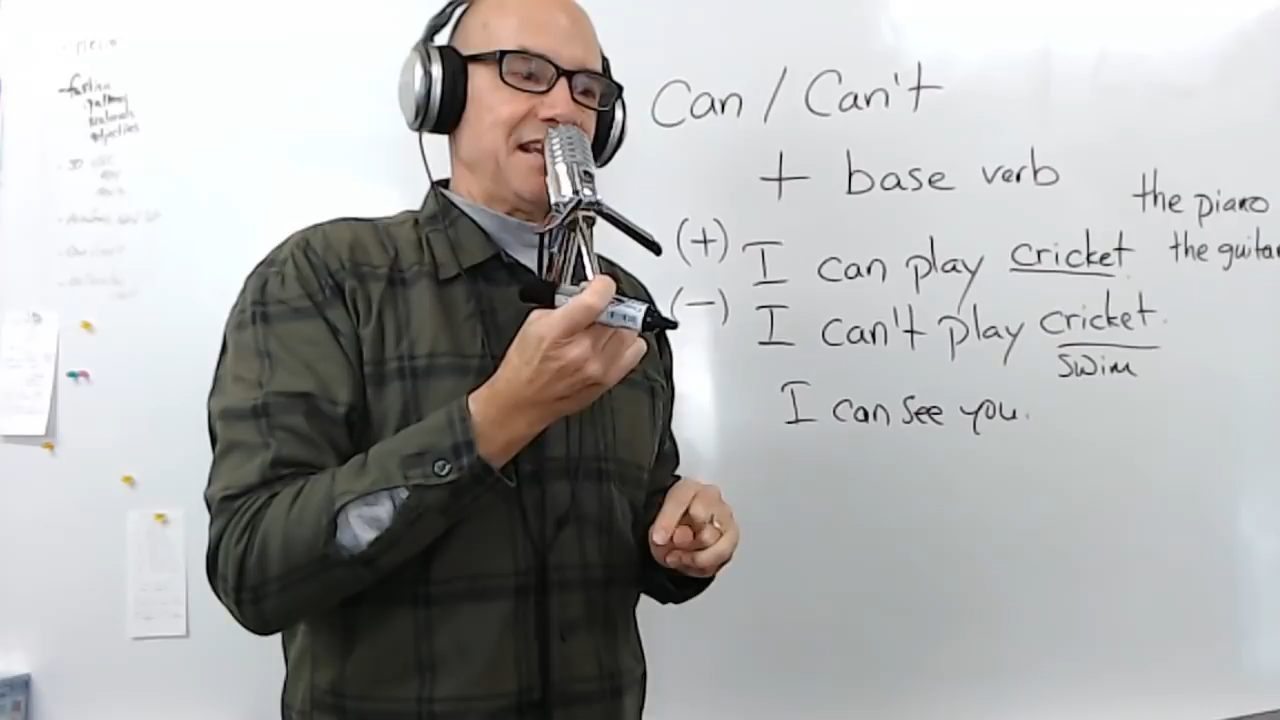 Can / Can't
+ base verb
the piano
the guitar
(+) I can play cricket.
(-) I can't play cricket.
swim
I can see you.